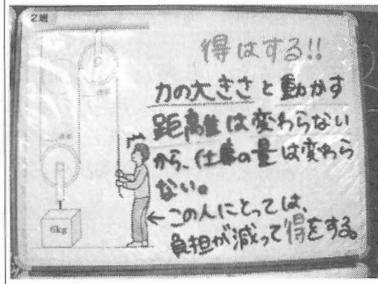 2班
得はする!!
力の大きさと動かす
距離は変わらない
から、仕事の量は変わら
ない。
←この人にとっては、
負担が減って得をする。
6kg